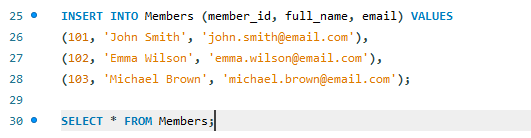 25 INSERT INTO Members (member_id, full_name, email) VALUES
26 (101, 'John Smith', 'john.smith@email.com'),
27 (102, 'Emma Wilson', 'emma.wilson@email.com'),
28 (103, 'Michael Brown', 'michael.brown@email.com');
29
30 SELECT * FROM Members;